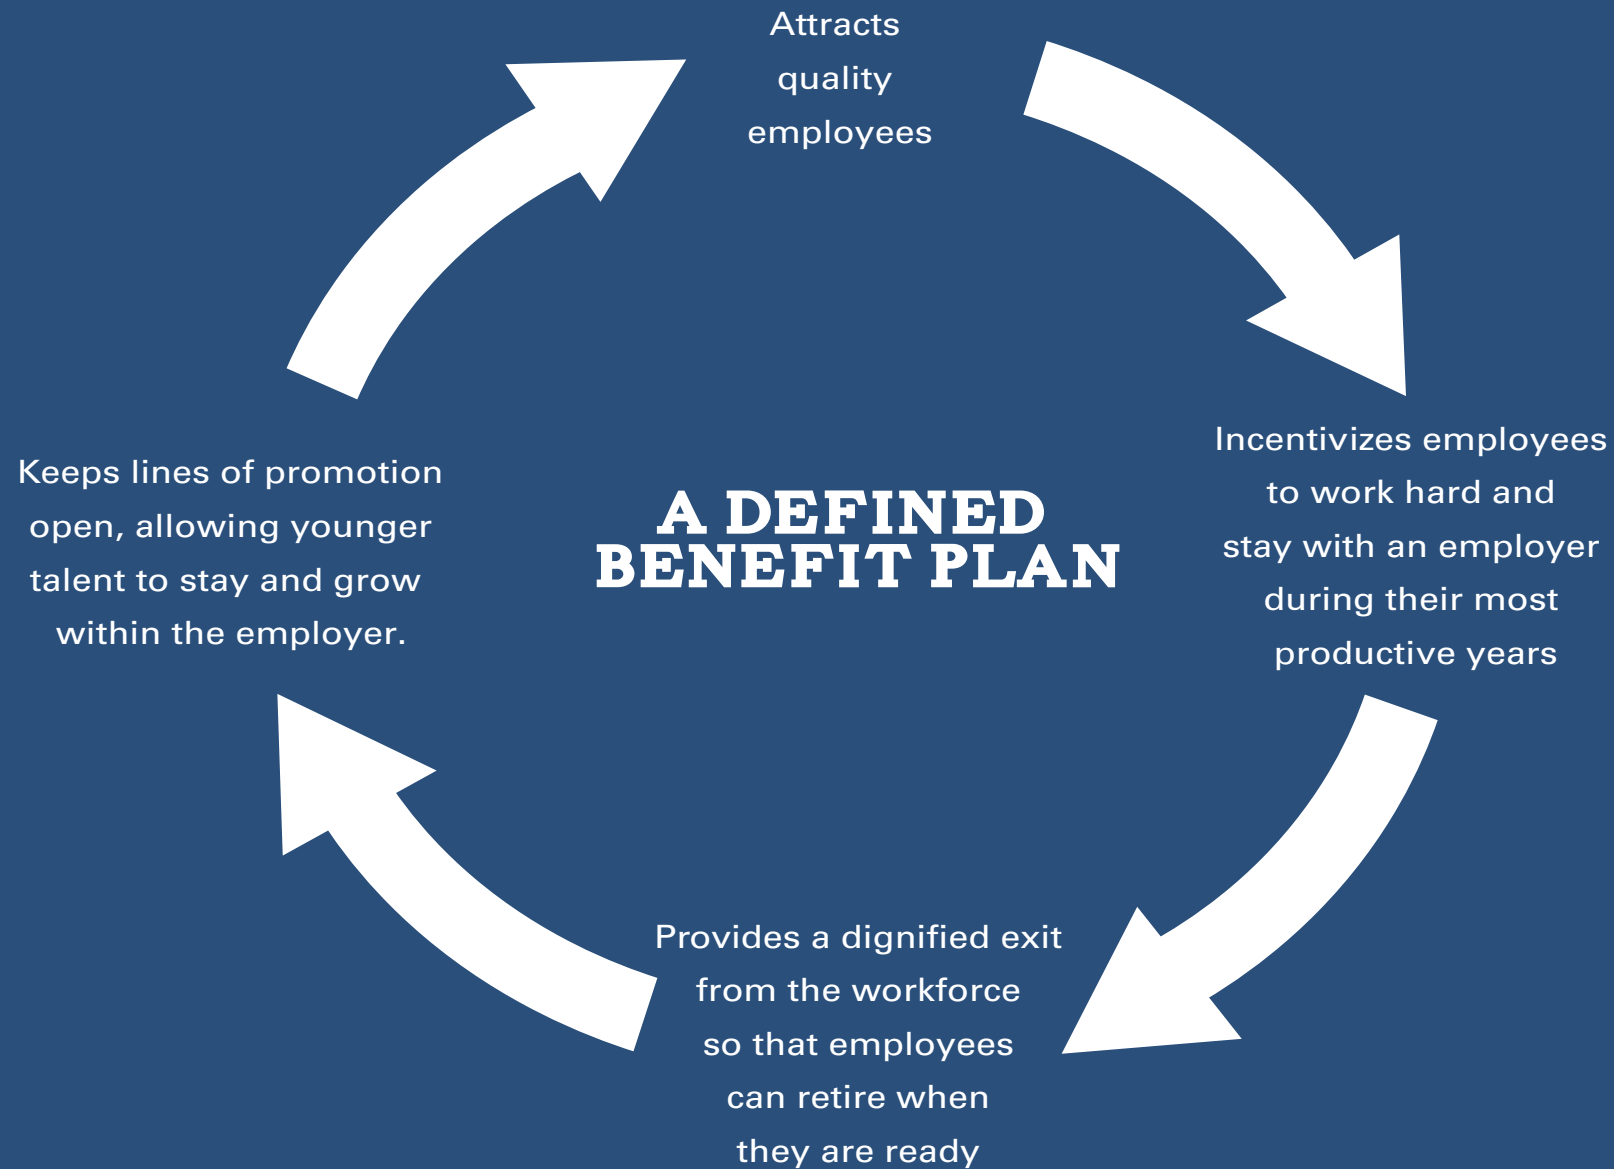 Attracts
quality
employees
Incentivizes employees
to work hard and
stay with an employer
during their most
productive years
Provides a dignified exit
from the workforce
so that employees
can retire when
they are ready
Keeps lines of promotion
open, allowing younger
talent to stay and grow
within the employer.
A DEFINED
BENEFIT PLAN